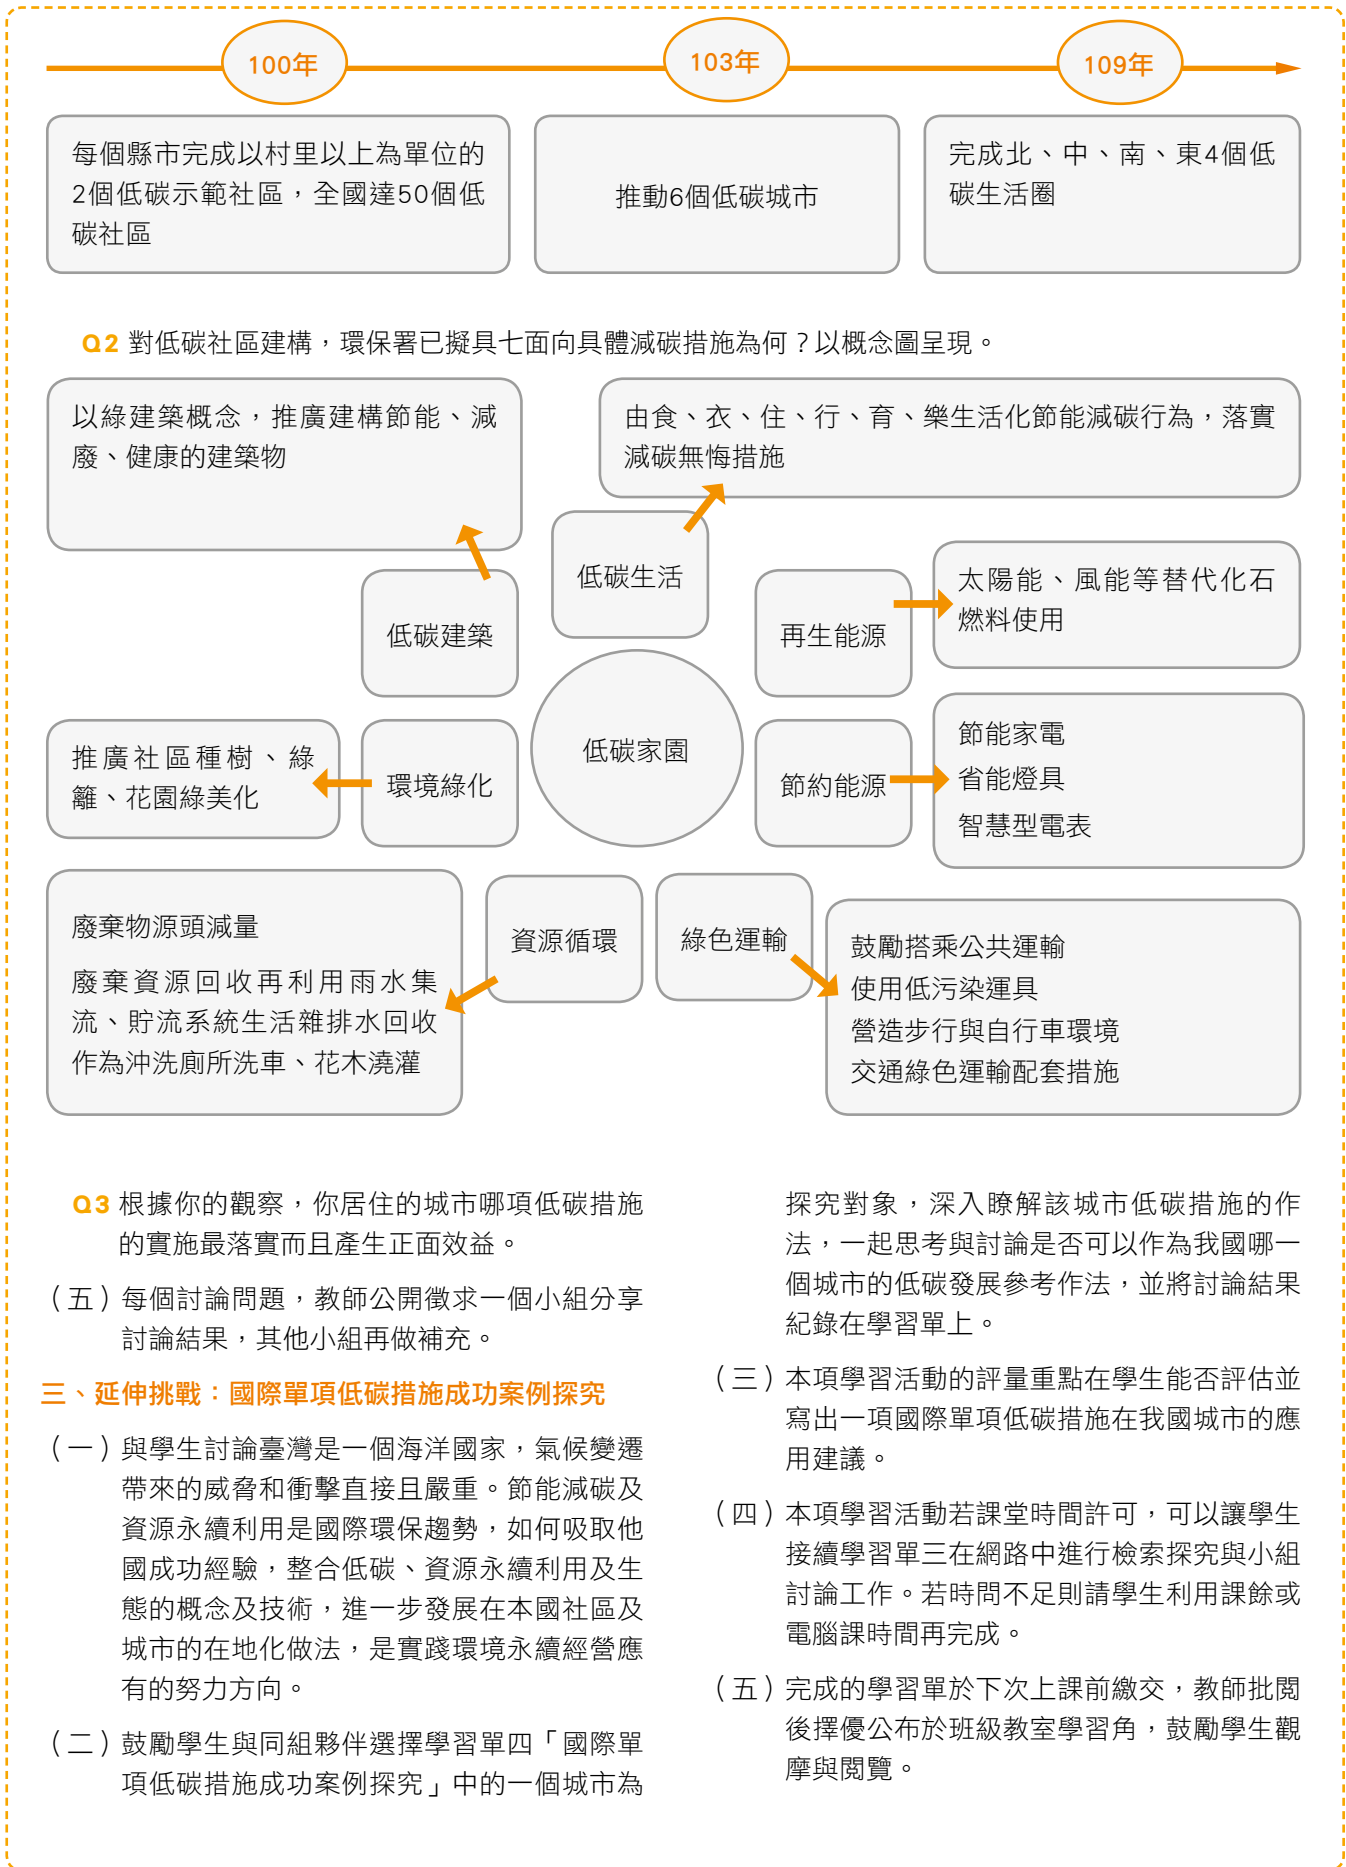 100年
103年
109年
每個縣市完成以村里以上為單位的
2個低碳示範社區，全國達50個低
碳社區
推動6個低碳城市
完成北、中、南、東4個低
碳生活圈
Q2 對低碳社區建構，環保署已擬具七面向具體減碳措施為何？以概念圖呈現。
以綠建築概念，推廣建構節能、減
廢、健康的建築物
由食、衣、住、行、育、樂生活化節能減碳行為，落實
減碳無悔措施
低碳生活
低碳建築
再生能源
太陽能、風能等替代化石
燃料使用
低碳家園
推廣社區種樹、綠
籬、花園綠美化
環境綠化
節約能源
節能家電
省能燈具
智慧型電表
廢棄物源頭減量
廢棄資源回收再利用雨水集
流、貯流系統生活雜排水回收
作為沖洗廁所洗車、花木澆灌
資源循環
綠色運輸
鼓勵搭乘公共運輸
使用低污染運具
營造步行與自行車環境
交通綠色運輸配套措施
Q3 根據你的觀察，你居住的城市哪項低碳措施
的實施最落實而且產生正面效益。
（五）每個討論問題，教師公開徵求一個小組分享
討論結果，其他小組再做補充。
三、延伸挑戰：國際單項低碳措施成功案例探究
（一）與學生討論臺灣是一個海洋國家，氣候變遷
帶來的威脅和衝擊直接且嚴重。節能減碳及
資源永續利用是國際環保趨勢，如何吸取他
國成功經驗，整合低碳、資源永續利用及生
態的概念及技術，進一步發展在本國社區及
城市的在地化做法，是實踐環境永續經營應
有的努力方向。
（二）鼓勵學生與同組夥伴選擇學習單四「國際單
項低碳措施成功案例探究」中的一個城市為
探究對象，深入瞭解該城市低碳措施的作
法，一起思考與討論是否可以作為我國哪一
個城市的低碳發展參考作法，並將討論結果
紀錄在學習單上。
（三）本項學習活動的評量重點在學生能否評估並
寫出一項國際單項低碳措施在我國城市的應
用建議。
（四）本項學習活動若課堂時間許可，可以讓學生
接續學習單三在網路中進行檢索探究與小組
討論工作。若時問不足則請學生利用課餘或
電腦課時間再完成。
（五）完成的學習單於下次上課前繳交，教師批閱
後擇優公布於班級教室學習角，鼓勵學生觀
摩與閱覽。